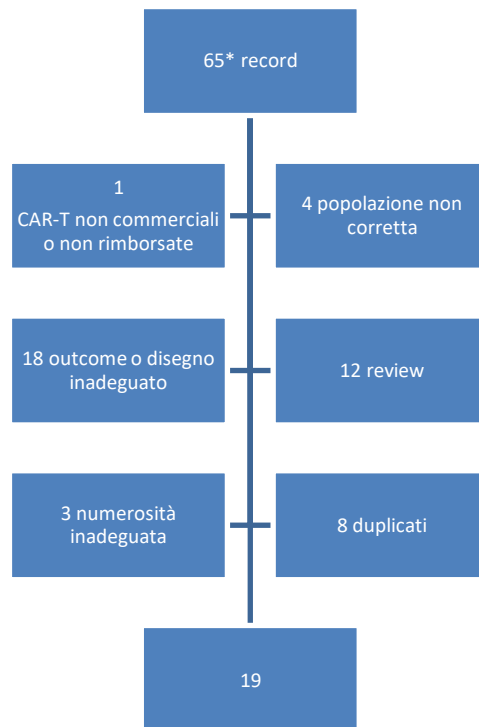 65* record
1
CAR-T non commerciali
o non rimborsate
4 popolazione non
corretta
18 outcome o disegno
inadeguato
12 review
3 numerosità
inadeguata
8 duplicati
19